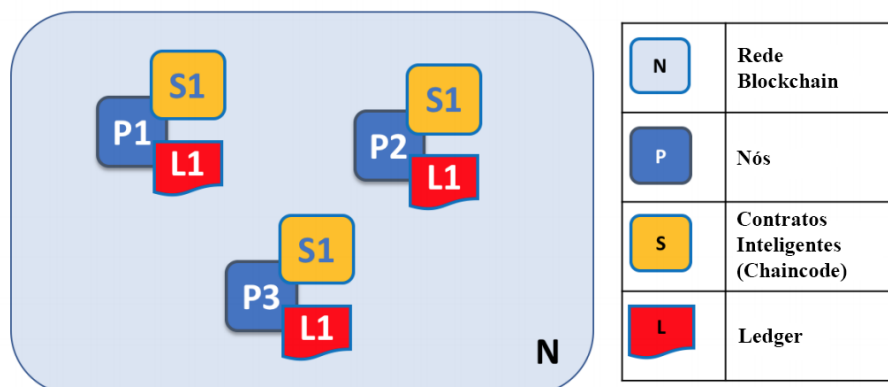 S1
P1
L1
S1
P2
L1
S1
P3
L1
N
N
Rede
Blockchain
P
Nós
S
Contratos
Inteligentes
(Chaincode)
L
Ledger